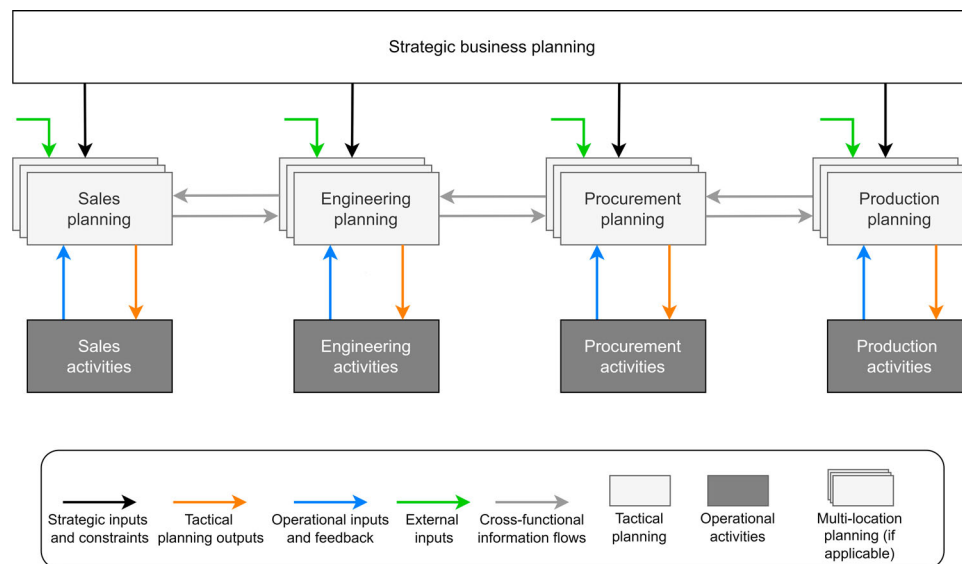 Strategic business planning
Sales
planning
Engineering
planning
Procurement
planning
Production
planning
Sales
activities
Engineering
activities
Procurement
activities
Production
activities
Strategic inputs
and constraints
Tactical
planning outputs
Operational inputs
and feedback
External
inputs
Cross-functional
information flows
Tactical
planning
Operational
activities
Multi-location
planning (if
applicable)